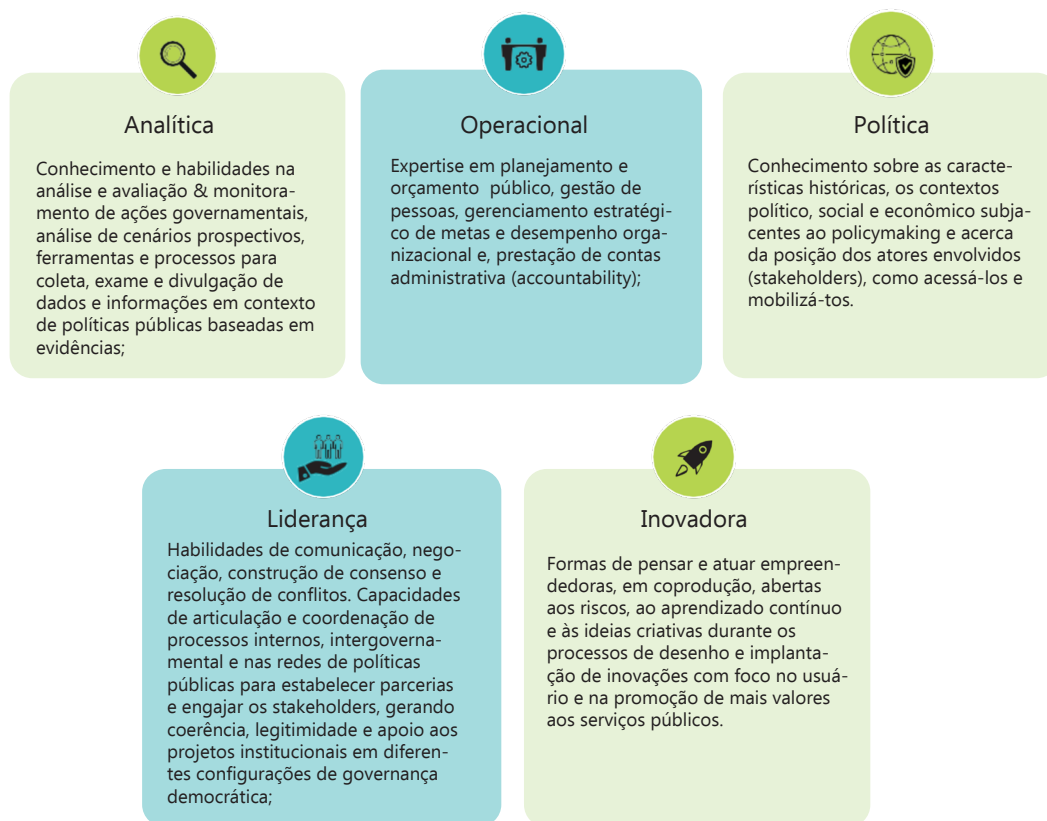 Analítica
Conhecimento e habilidades na
análise e avaliação & monitora-
mento de ações governamentais,
análise de cenários prospectivos,
ferramentas e processos para
coleta, exame e divulgação de
dados e informações em contexto
de políticas públicas baseadas em
evidências;
Operacional
Expertise em planejamento e
orçamento público, gestão de
pessoas, gerenciamento estratégi-
co de metas e desempenho orga-
nizacional e, prestação de contas
administrativa (accountability);
Política
Conhecimento sobre as caracte-
rísticas históricas, os contextos
político, social e econômico subja-
centes ao policymaking e acerca
da posição dos atores envolvidos
(stakeholders), como acessá-los e
mobilizá-tos.
Liderança
Habilidades de comunicação, nego-
ciação, construção de consenso e
resolução de conflitos. Capacidades
de articulação e coordenação de
processos internos, intergoverna-
mental e nas redes de políticas
públicas para estabelecer parcerias
e engajar os stakeholders, gerando
coerência, legitimidade e apoio aos
projetos institucionais em diferen-
tes configurações de governança
democrática;
Inovadora
Formas de pensar e atuar empreen-
dedoras, em coprodução, abertas
aos riscos, ao aprendizado contínuo
e às ideias criativas durante os
processos de desenho e implanta-
ção de inovações com foco no usuá-
rio e na promoção de mais valores
aos serviços públicos.